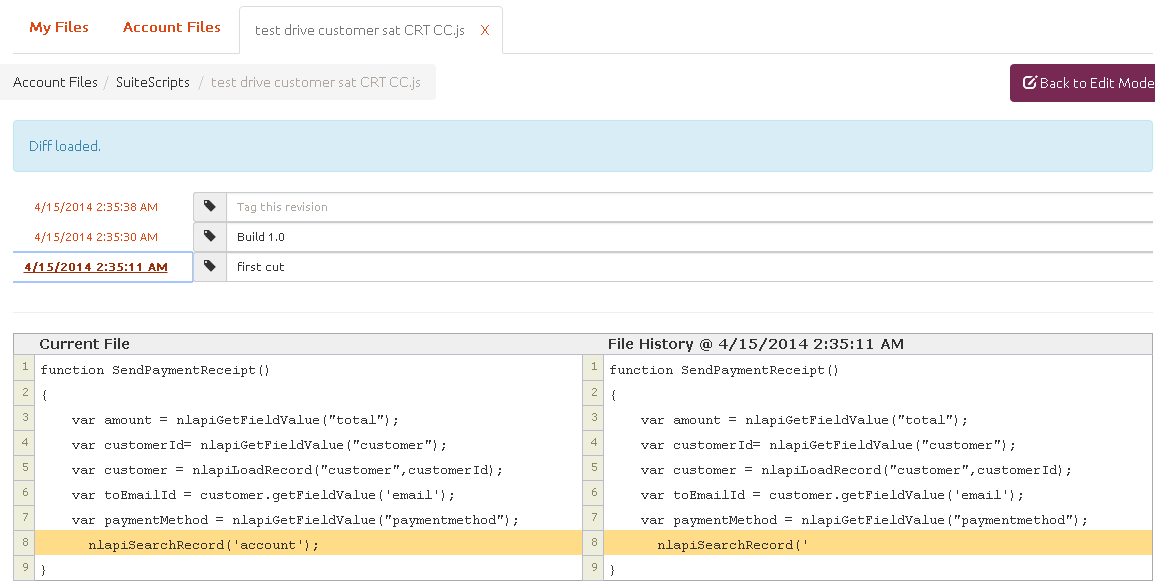 My Files Account Files test drive customer sat CRT CC.js X
Account Files / SuiteScripts / test drive customer sat CRT CC.js Back to Edit Mode
Diff loaded.
4/15/2014 2:35:38 AM Tag this revision
4/15/2014 2:35:30 AM Build 1.0
4/15/2014 2:35:11 AM first cut
Current File File History @ 4/15/2014 2:35:11 AM
1 function SendPaymentReceipt() 1 function SendPaymentReceipt()
2 { 2 {
3 var amount = nlapiGetFieldValue("total"); 3 var amount = nlapiGetFieldValue("total");
4 var customerId= nlapiGetFieldValue("customer"); 4 var customerId= nlapiGetFieldValue("customer");
5 var customer = nlapiLoadRecord("customer",customerId); 5 var customer = nlapiLoadRecord("customer",customerId);
6 var toEmailId = customer.getFieldValue('email'); 6 var toEmailId = customer.getFieldValue('email');
7 var paymentMethod = nlapiGetFieldValue("paymentmethod"); 7 var paymentMethod = nlapiGetFieldValue("paymentmethod");
8 nlapiSearchRecord('account'); 8 nlapiSearchRecord('
9 } 9 }